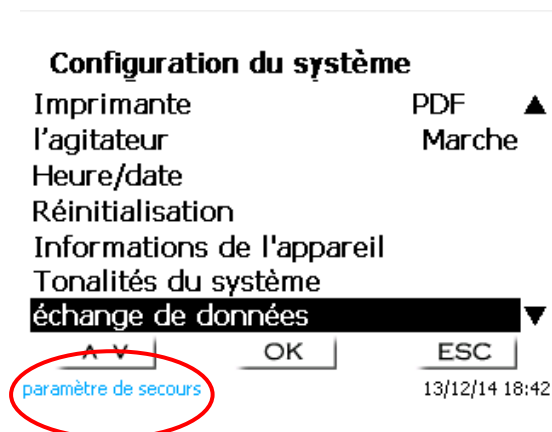 Configuration du système
Imprimante PDF ▲
l'agitateur Marche
Heure/date
Réinitialisation
Informations de l'appareil
Tonalités du système
échange de données ▼
∧ ∨ OK ESC
paramètre de secours 13/12/14 18:42